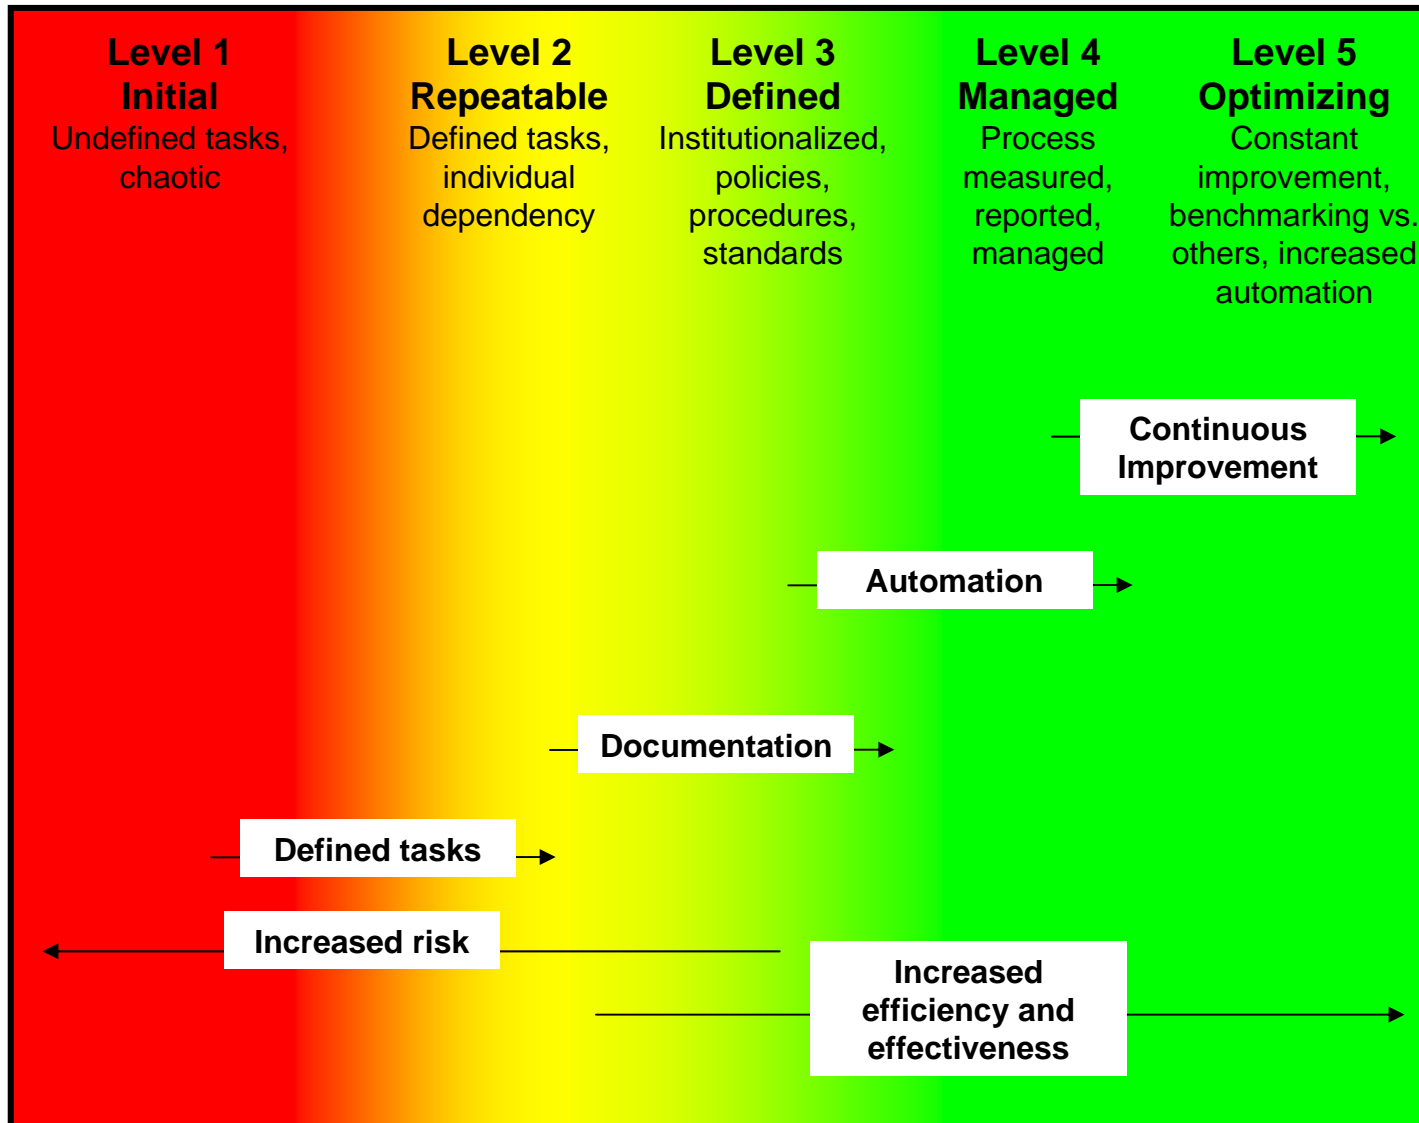 Level 1
Initial
Undefined tasks,
chaotic
Level 2
Repeatable
Defined tasks,
individual
dependency
Level 3
Defined
Institutionalized,
policies,
procedures,
standards
Level 4
Managed
Process
measured,
reported,
managed
Level 5
Optimizing
Constant
improvement,
benchmarking vs.
others, increased
automation
Continuous
Improvement
Automation
Documentation
Defined tasks
Increased risk
Increased
efficiency and
effectiveness